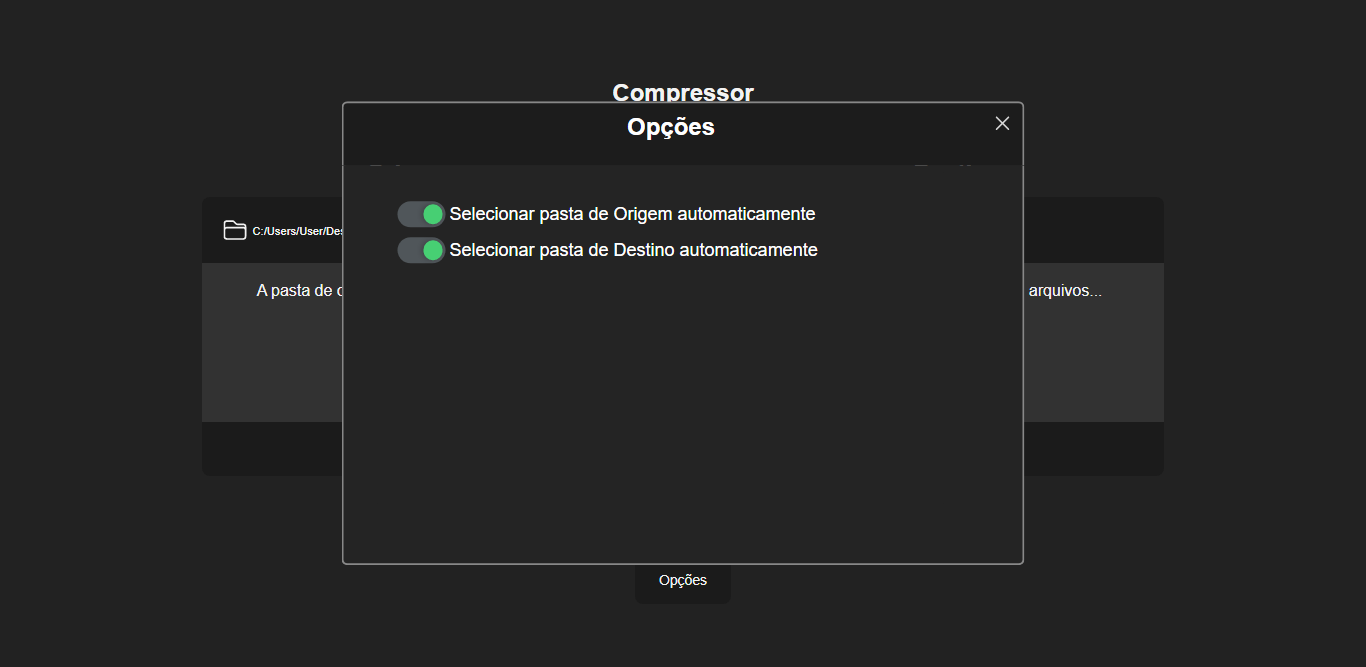 Compressor
Opções
Selecionar pasta de Origem automaticamente
Selecionar pasta de Destino automaticamente
C:/Users/User/Des
A pasta de
arquivos...
Opções